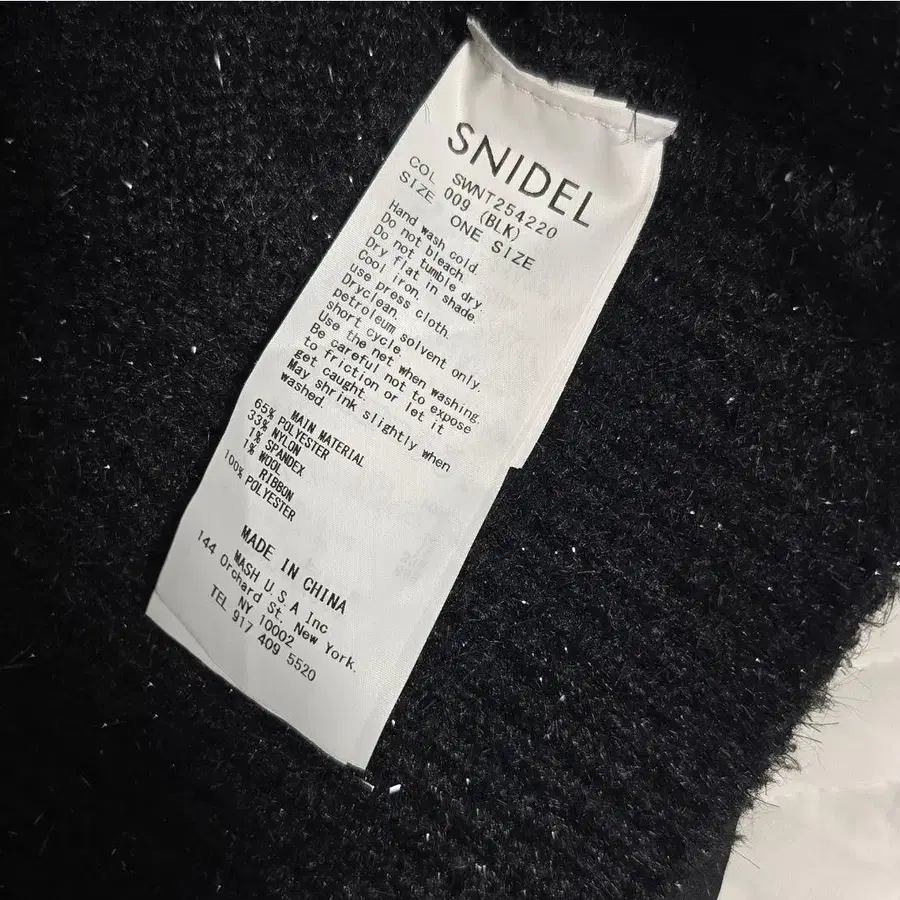 SNIDEL
SWNT254220
COL 009 (BLK)
SIZE ONE SIZE
Hand wash cold.
Do not bleach.
Do not tumble dry.
Dry flat in shade.
Cool iron.
use press cloth.
Dryclean.
petroleum solvent only.
short cycle.
Use the net when washing.
Be careful not to expose
to friction or let it
get caught.
May shrink slightly when
washed.
MAIN MATERIAL
65% POLYESTER
33% NYLON
1% SPANDEX
1% WOOL
RIBBON
100% POLYESTER
MADE IN CHINA
MASH U.S.A Inc
144 Orchard St. New York.
NY 10002
TEL 917 409 5520